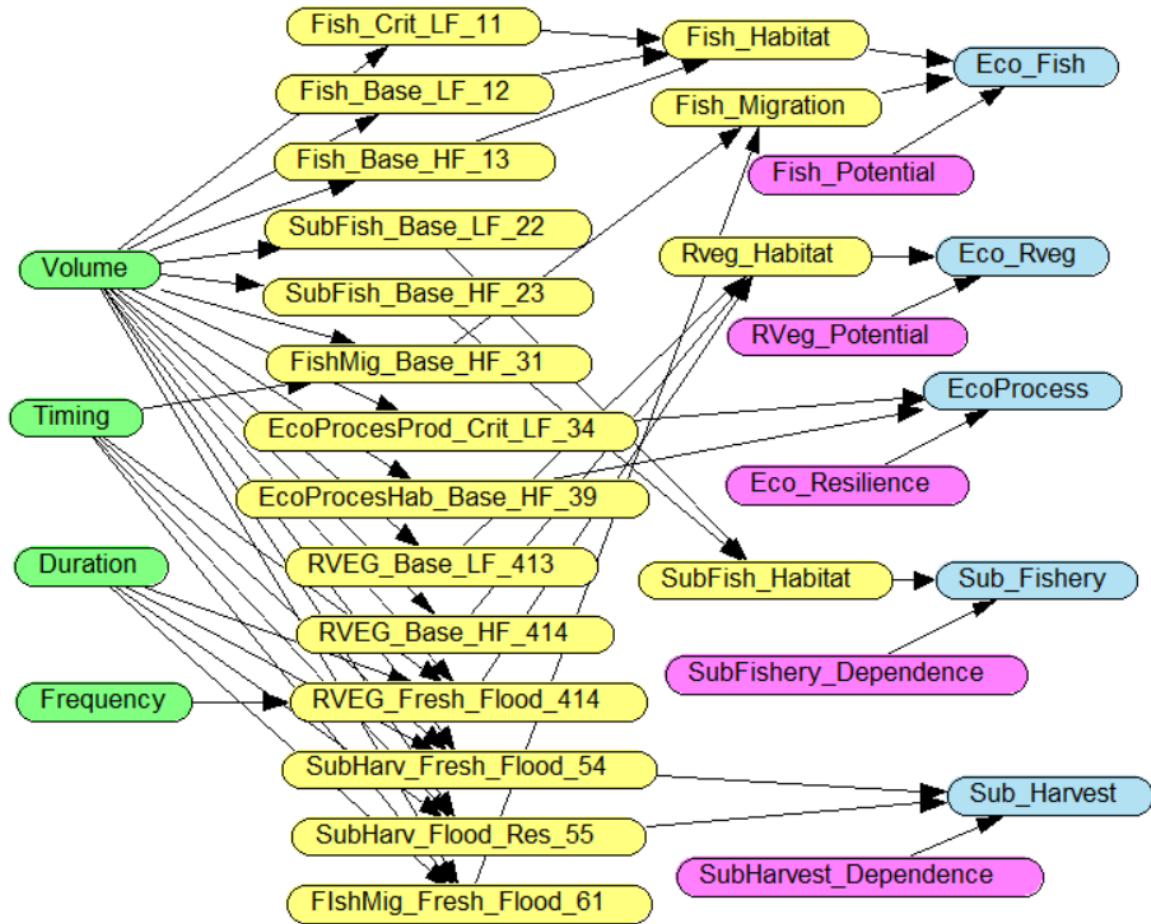 Fish_Crit_LF_11
Fish_Habitat
Eco_Fish
Fish_Base_LF_12
Fish_Migration
Fish_Base_HF_13
Fish_Potential
SubFish_Base_LF_22
Volume
Rveg_Habitat
Eco_Rveg
SubFish_Base_HF_23
RVeg_Potential
FishMig_Base_HF_31
Timing
EcoProcess
EcoProcesProd_Crit_LF_34
Eco_Resilience
EcoProcesHab_Base_HF_39
Duration
RVEG_Base_LF_413
SubFish_Habitat
Sub_Fishery
RVEG_Base_HF_414
SubFishery_Dependence
Frequency
RVEG_Fresh_Flood_414
SubHarv_Fresh_Flood_54
Sub_Harvest
SubHarv_Flood_Res_55
SubHarvest_Dependence
FIshMig_Fresh_Flood_61